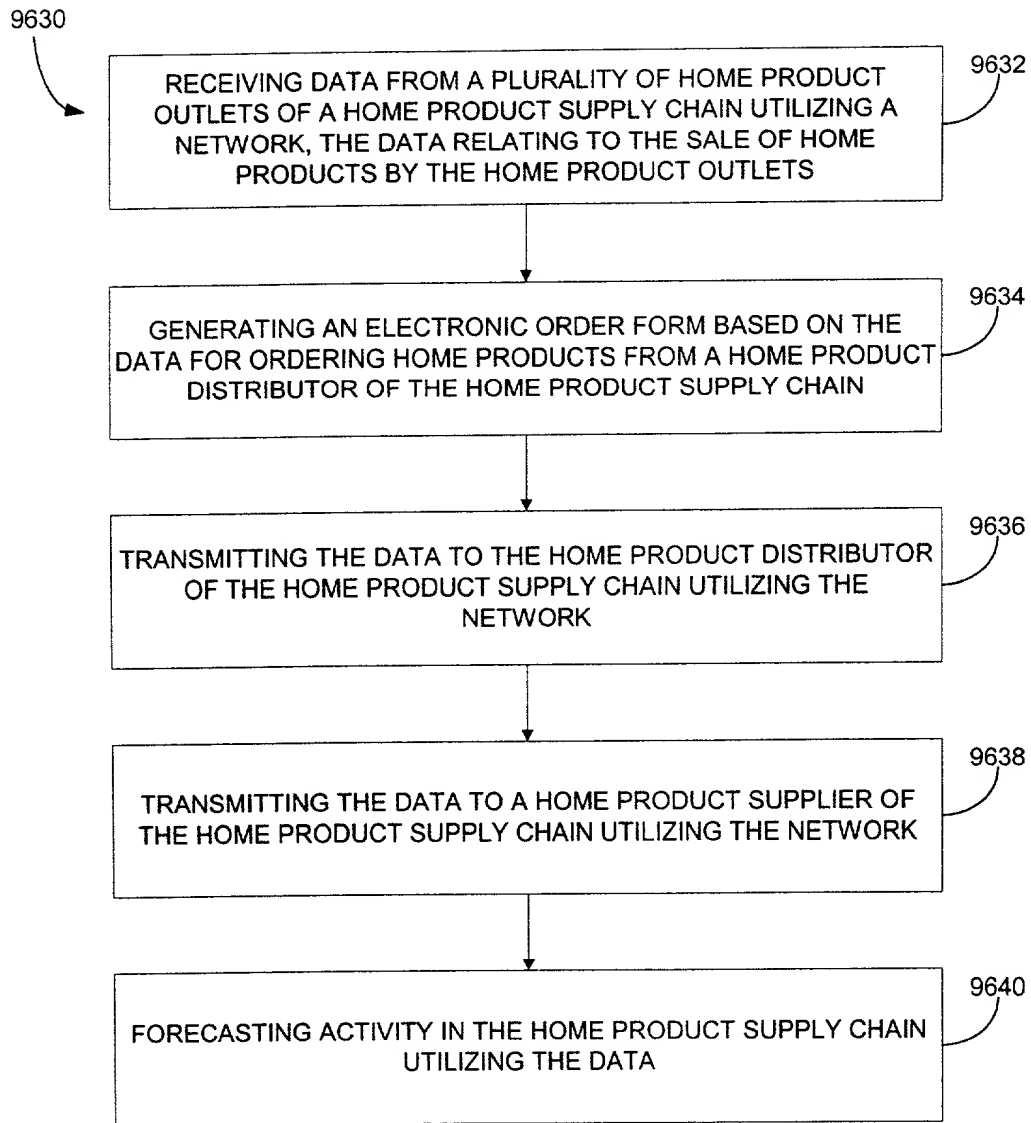 9630
RECEIVING DATA FROM A PLURALITY OF HOME PRODUCT
OUTLETS OF A HOME PRODUCT SUPPLY CHAIN UTILIZING A
NETWORK, THE DATA RELATING TO THE SALE OF HOME
PRODUCTS BY THE HOME PRODUCT OUTLETS
9632
GENERATING AN ELECTRONIC ORDER FORM BASED ON THE
DATA FOR ORDERING HOME PRODUCTS FROM A HOME PRODUCT
DISTRIBUTOR OF THE HOME PRODUCT SUPPLY CHAIN
9634
TRANSMITTING THE DATA TO THE HOME PRODUCT DISTRIBUTOR
OF THE HOME PRODUCT SUPPLY CHAIN UTILIZING THE
NETWORK
9636
TRANSMITTING THE DATA TO A HOME PRODUCT SUPPLIER OF
THE HOME PRODUCT SUPPLY CHAIN UTILIZING THE NETWORK
9638
FORECASTING ACTIVITY IN THE HOME PRODUCT SUPPLY CHAIN
UTILIZING THE DATA
9640